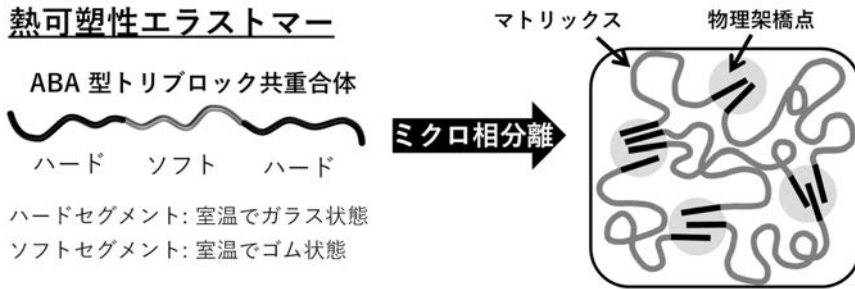 熱可塑性エラストマー
ABA 型トリブロック共重合体
ハード ソフト ハード
ハードセグメント: 室温でガラス状態
ソフトセグメント: 室温でゴム状態
ミクロ相分離
マトリックス 物理架橋点